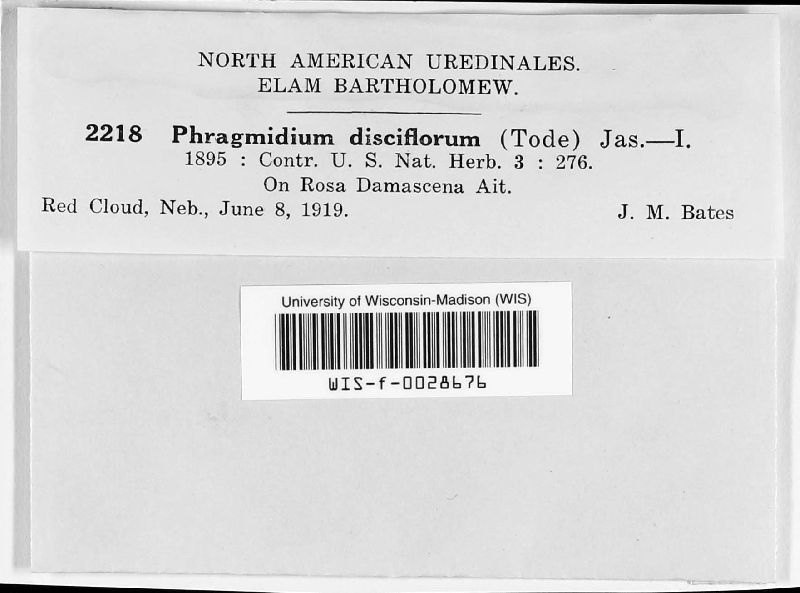 NORTH AMERICAN UREDINALES.
ELAM BARTHOLOMEW.
2218 Phragmidium disciflorum (Tode) Jas.—I.
1895 : Contr. U. S. Nat. Herb. 3 : 276.
On Rosa Damascena Ait.
Red Cloud, Neb., June 8, 1919. J. M. Bates
University of Wisconsin-Madison (WIS)
WIS-f-0028676